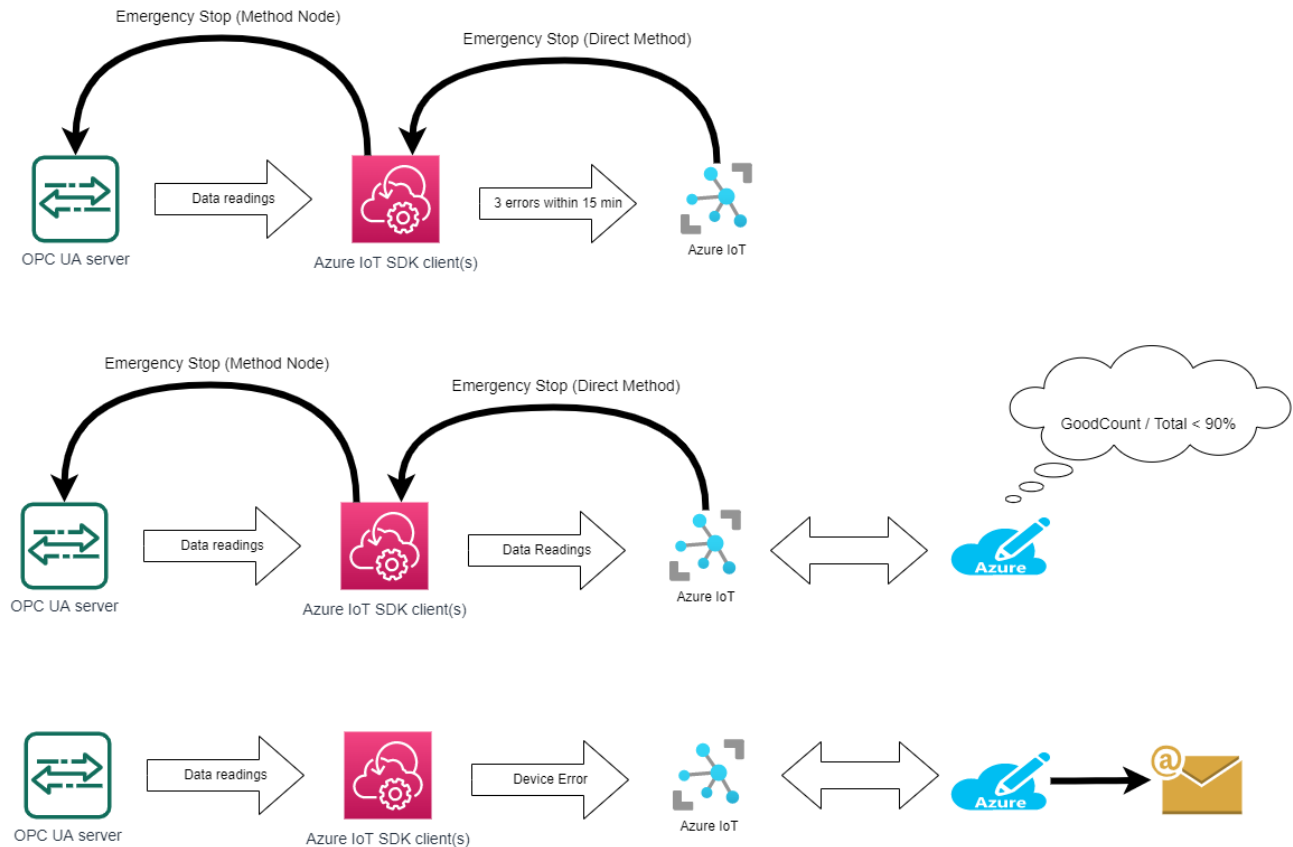 Emergency Stop (Method Node)
Emergency Stop (Direct Method)
Data readings
3 errors within 15 min
OPC UA server
Azure IoT SDK client(s)
Azure IoT
Emergency Stop (Method Node)
Emergency Stop (Direct Method)
GoodCount / Total < 90%
Data readings
Data Readings
Azure
OPC UA server
Azure IoT SDK client(s)
Azure IoT
Data readings
Device Error
Azure
@
OPC UA server
Azure IoT SDK client(s)
Azure IoT